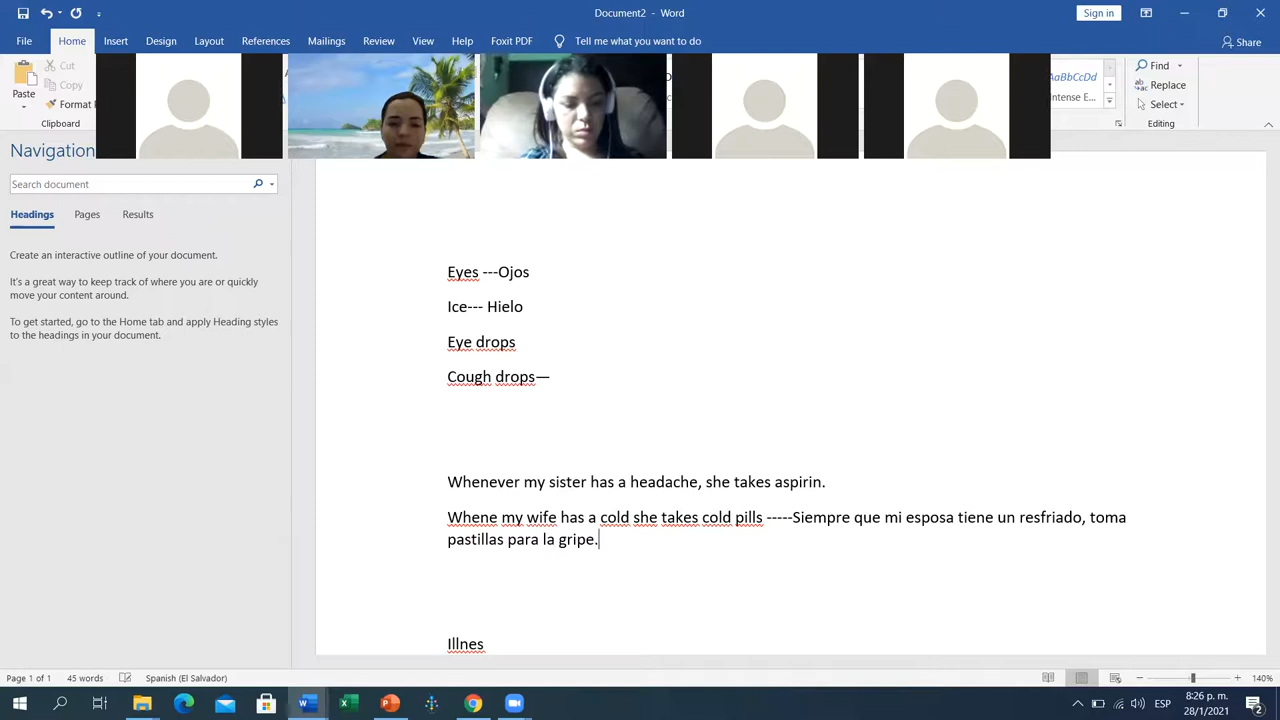 Document2 - Word
Sign in
File Home Insert Design Layout References Mailings Review View Help Foxit PDF Tell me what you want to do
Share
Cut
Copy
Format
Paste
Clipboard
AaBbCcDd
Intense E...
Find
Replace
Select
Editing
Navigation
Search document
Headings Pages Results
Create an interactive outline of your document.
It's a great way to keep track of where you are or quickly
move your content around.
To get started, go to the Home tab and apply Heading styles
to the headings in your document.
Eyes ---Ojos
Ice--- Hielo
Eye drops
Cough drops—
Whenever my sister has a headache, she takes aspirin.
Whene my wife has a cold she takes cold pills -----Siempre que mi esposa tiene un resfriado, toma
pastillas para la gripe.
Illnes
Page 1 of 1 45 words Spanish (El Salvador)
140%
ESP
8:26 p. m.
28/1/2021
2